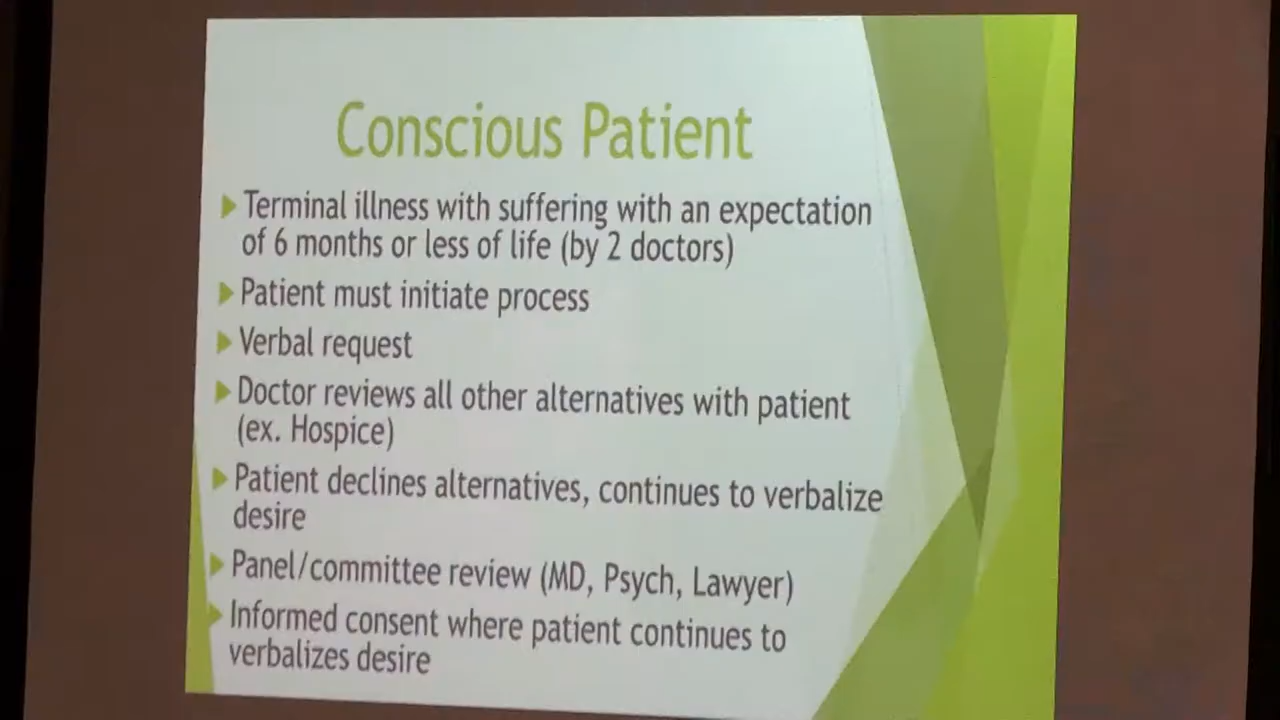 Conscious Patient
Terminal illness with suffering with an expectation
of 6 months or less of life (by 2 doctors)
Patient must initiate process
Verbal request
Doctor reviews all other alternatives with patient
(ex. Hospice)
Patient declines alternatives, continues to verbalize
desire
Panel/committee review (MD, Psych, Lawyer)
Informed consent where patient continues to
verbalizes desire